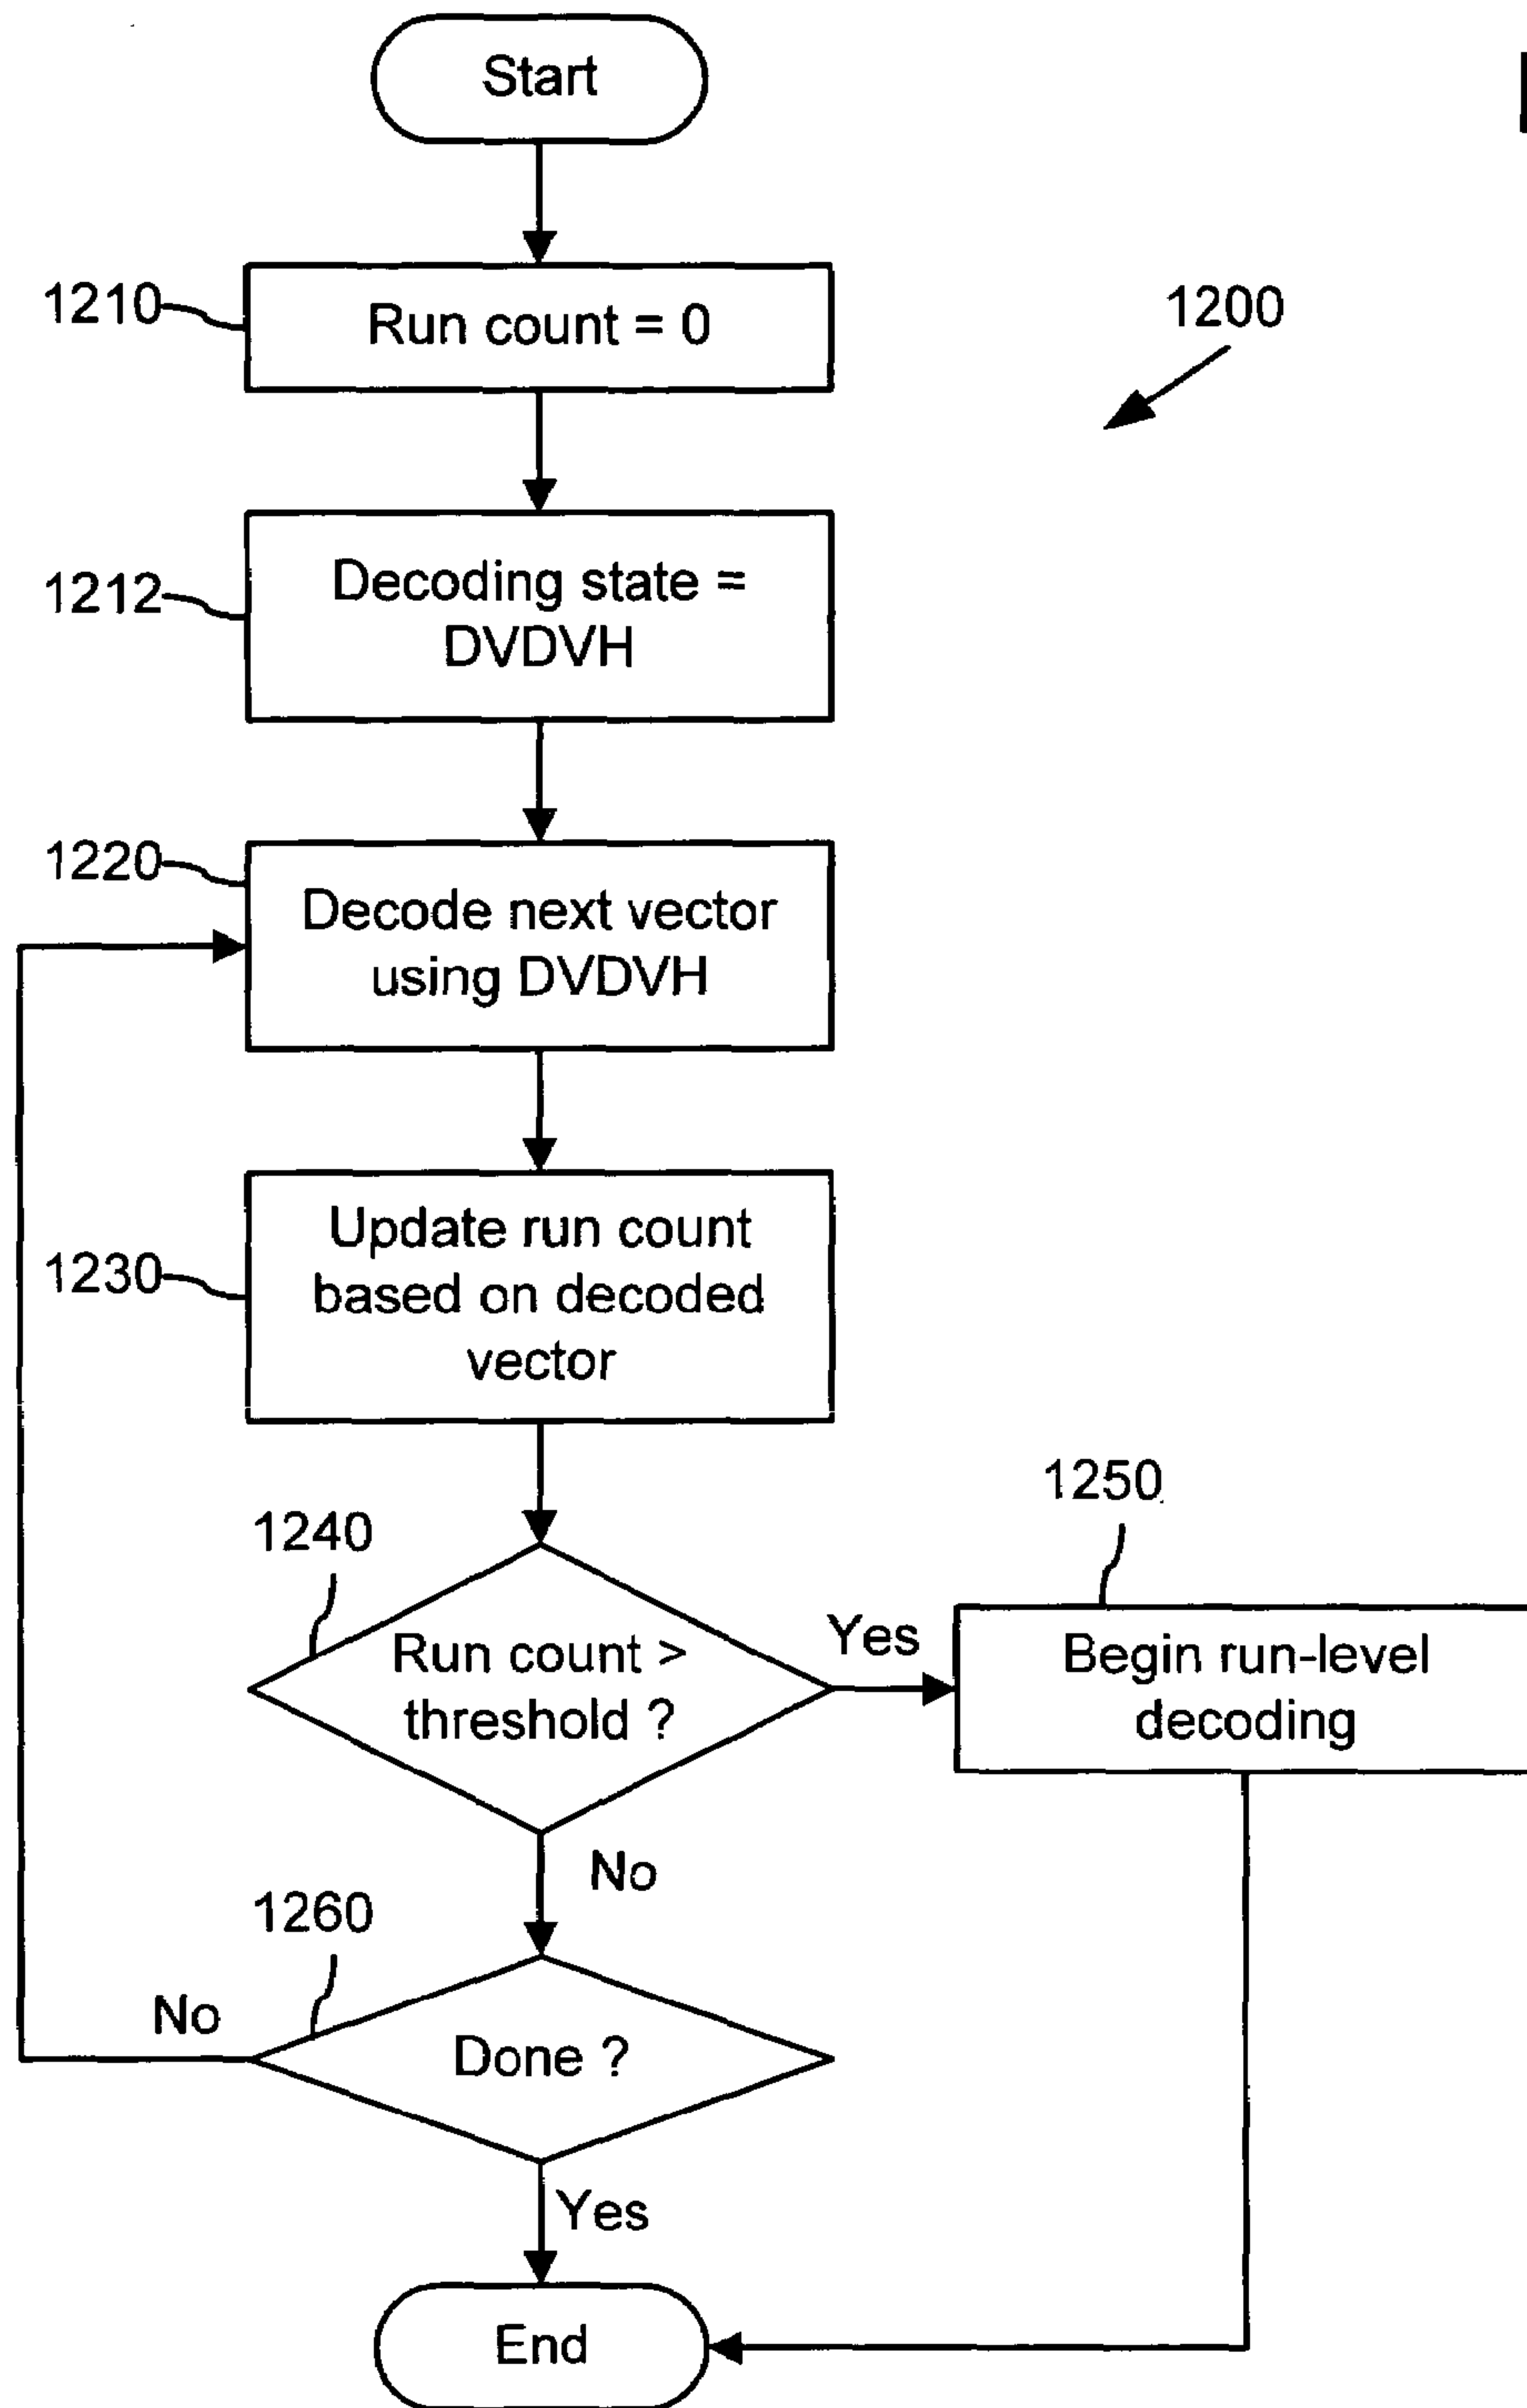 Start
1210
Run count = 0
1200
1212
Decoding state =
DVDVH
1220
Decode next vector
using DVDVH
1230
Update run count
based on decoded
vector
1240
Run count >
threshold ?
Yes
1250
Begin run-level
decoding
No
1260
Done ?
No
Yes
End